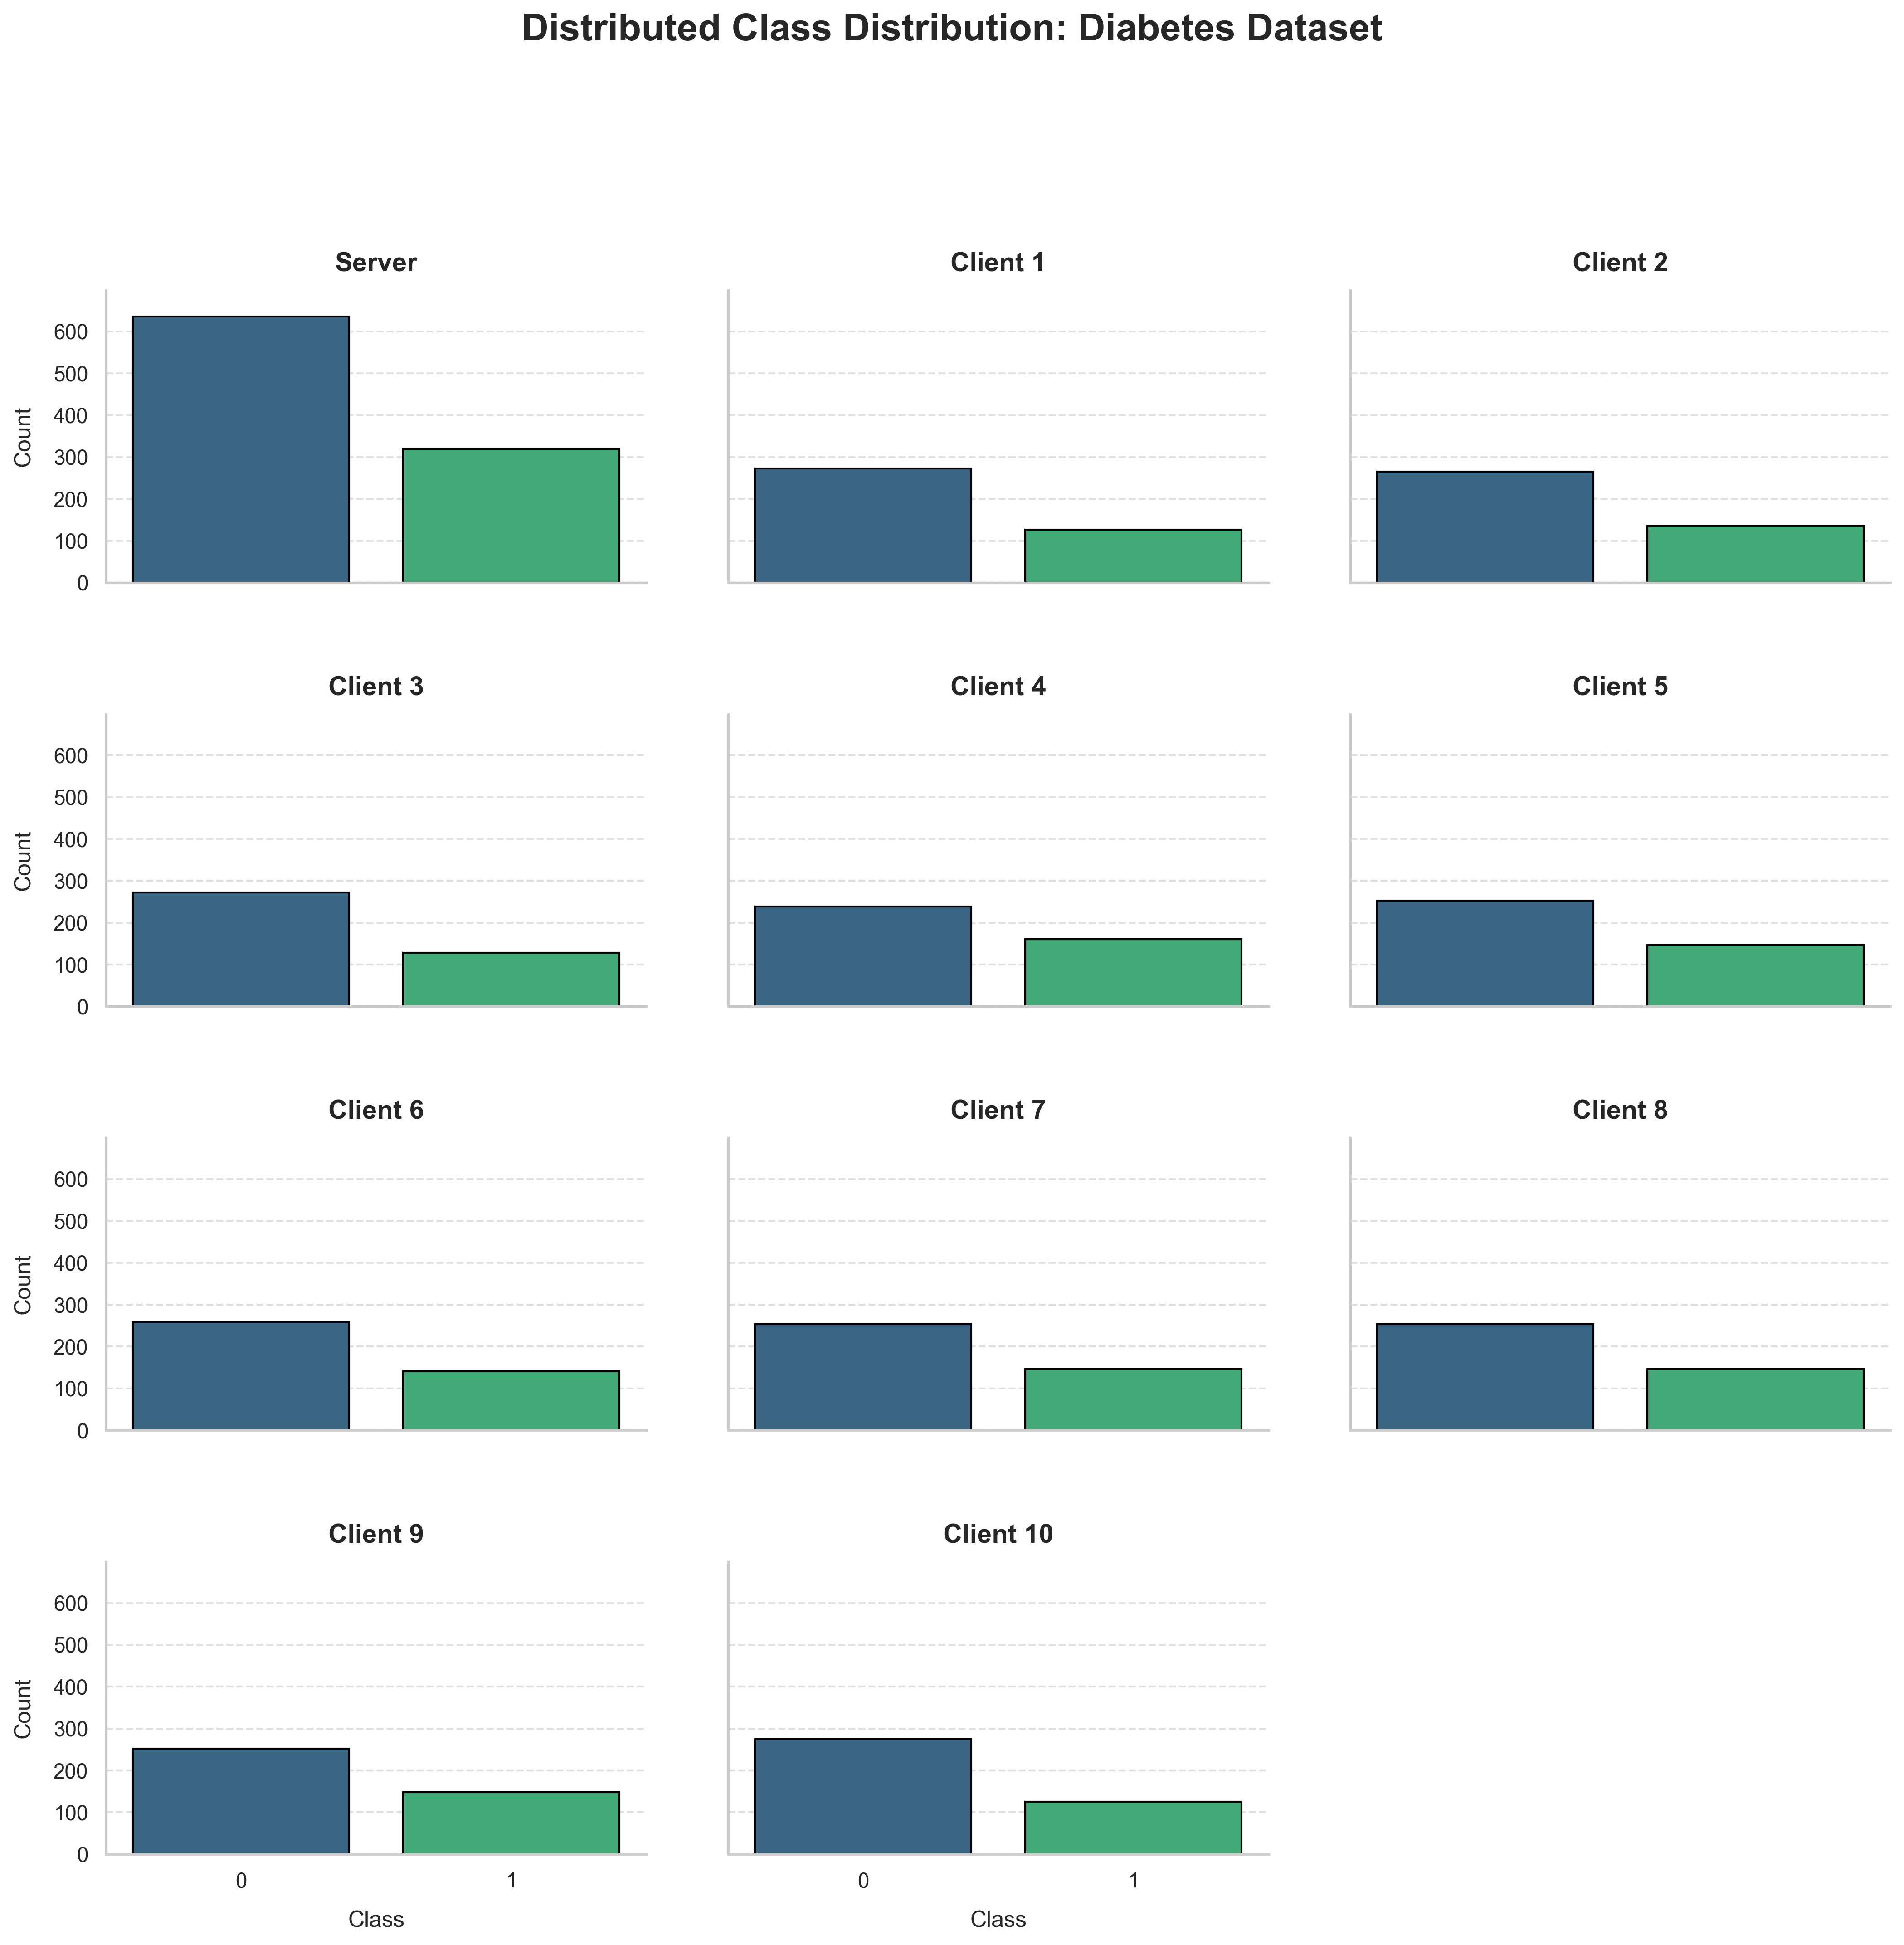 Distributed Class Distribution: Diabetes Dataset
Server
Client 1
Client 2
Count
600
500
400
300
200
100
0
Client 3
Client 4
Client 5
Count
600
500
400
300
200
100
0
Client 6
Client 7
Client 8
Count
600
500
400
300
200
100
0
Client 9
Client 10
Count
600
500
400
300
200
100
0
0
1
0
1
Class
Class